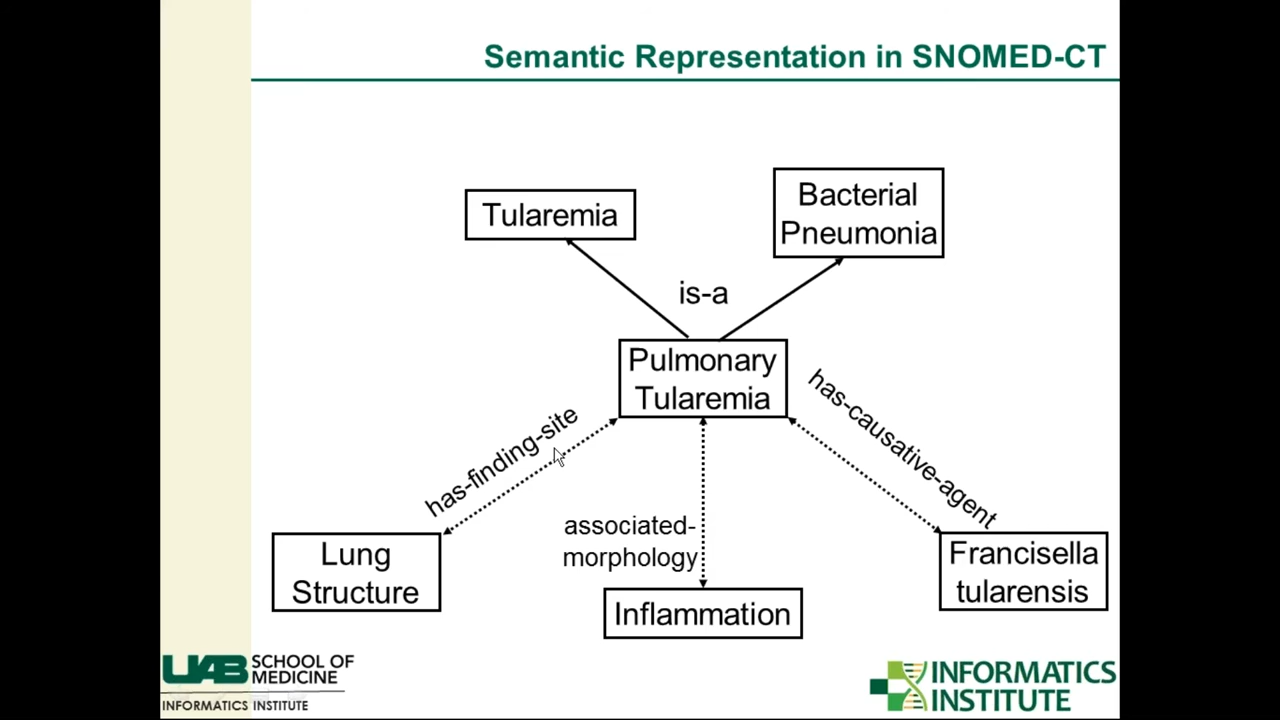 Semantic Representation in SNOMED-CT
Tularemia
Bacterial
Pneumonia
is-a
Pulmonary
Tularemia
has-finding-site
has-causative-agent
associated-
morphology
Lung
Structure
Inflammation
Francisella
tularensis
UAB SCHOOL OF
MEDICINE
INFORMATICS INSTITUTE
INFORMATICS
INSTITUTE